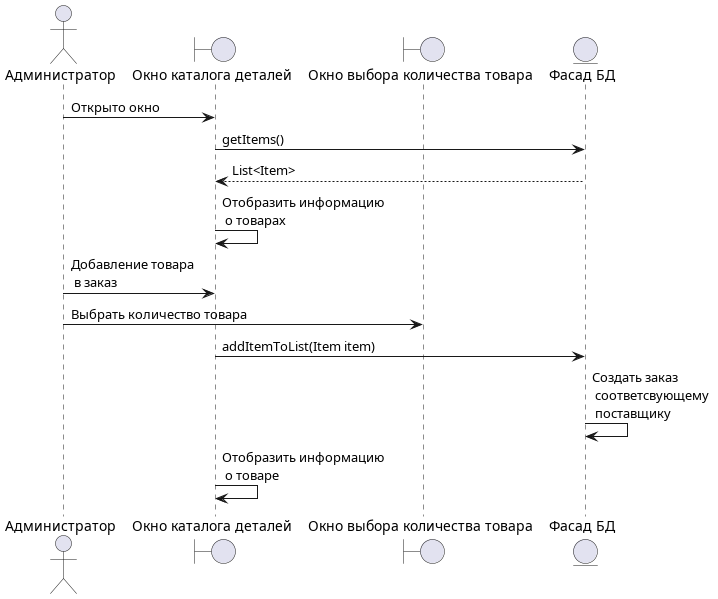 Администратор
Окно каталога деталей
Окно выбора количества товара
Фасад БД
Открыто окно
getItems()
List<Item>
Отобразить информацию
о товарах
Добавление товара
в заказ
Выбрать количество товара
addItemToList(Item item)
Создать заказ
соответсвующему
поставщику
Отобразить информацию
о товаре
Администратор
Окно каталога деталей
Окно выбора количества товара
Фасад БД